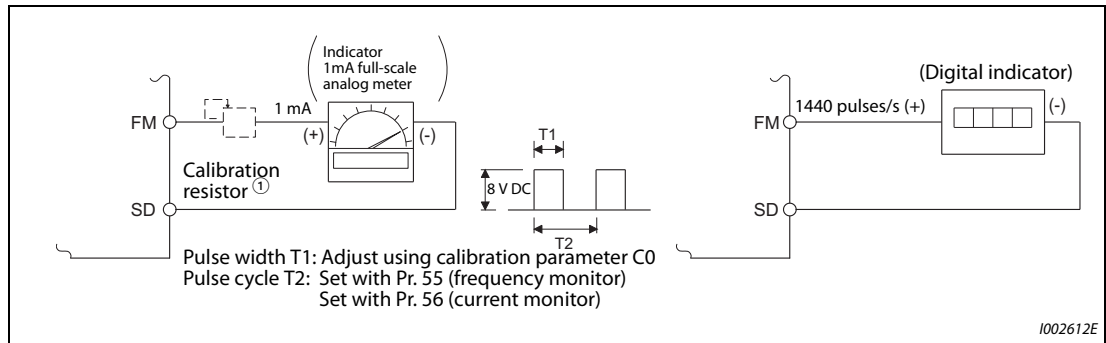 Indicator
1mA full-scale
analog meter
FM
1 mA
(+)
(-)
Calibration
resistor ①
SD
T1
8 V DC
T2
Pulse width T1: Adjust using calibration parameter C0
Pulse cycle T2: Set with Pr. 55 (frequency monitor)
Set with Pr. 56 (current monitor)
(Digital indicator)
1440 pulses/s (+)
(-)
FM
SD
I002612E